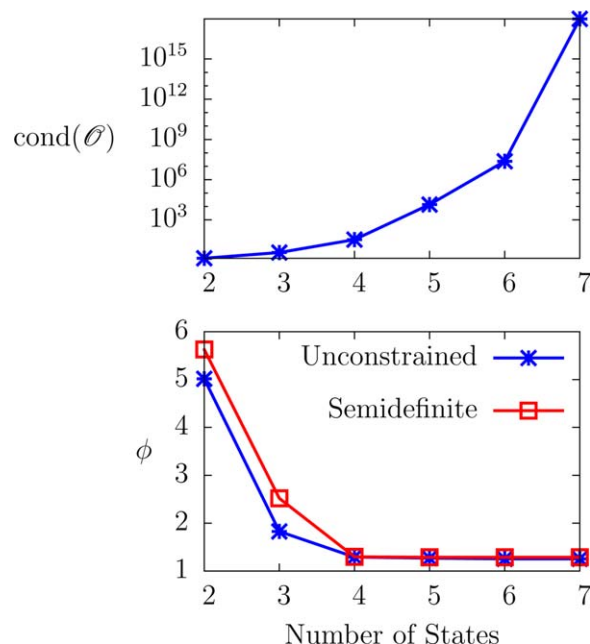 10^15
10^12
cond(𝒪)
10^9
10^6
10^3
2 3 4 5 6 7
6
Unconstrained
5
Semidefinite
4
ϕ
3
2
1
2 3 4 5 6 7
Number of States